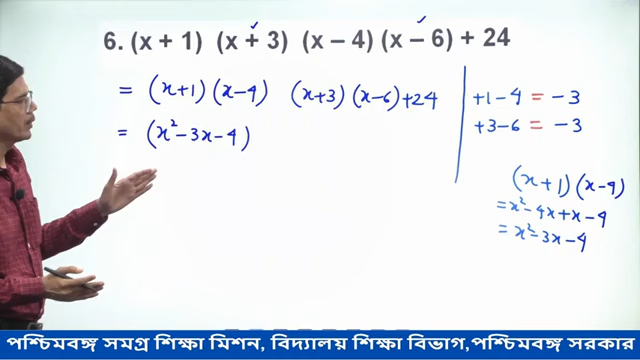 6. (x + 1) (x + 3) (x – 4) (x – 6) + 24
= (x+1) (x-4) (x+3) (x-6) +24
= (x² - 3x - 4)
+1 - 4 = - 3
+3 - 6 = - 3
(x+1) (x-4)
= x² - 4x + x - 4
= x² - 3x - 4
পশ্চিমবঙ্গ সমগ্র শিক্ষা মিশন, বিদ্যালয় শিক্ষা বিভাগ,পশ্চিমবঙ্গ সরকার